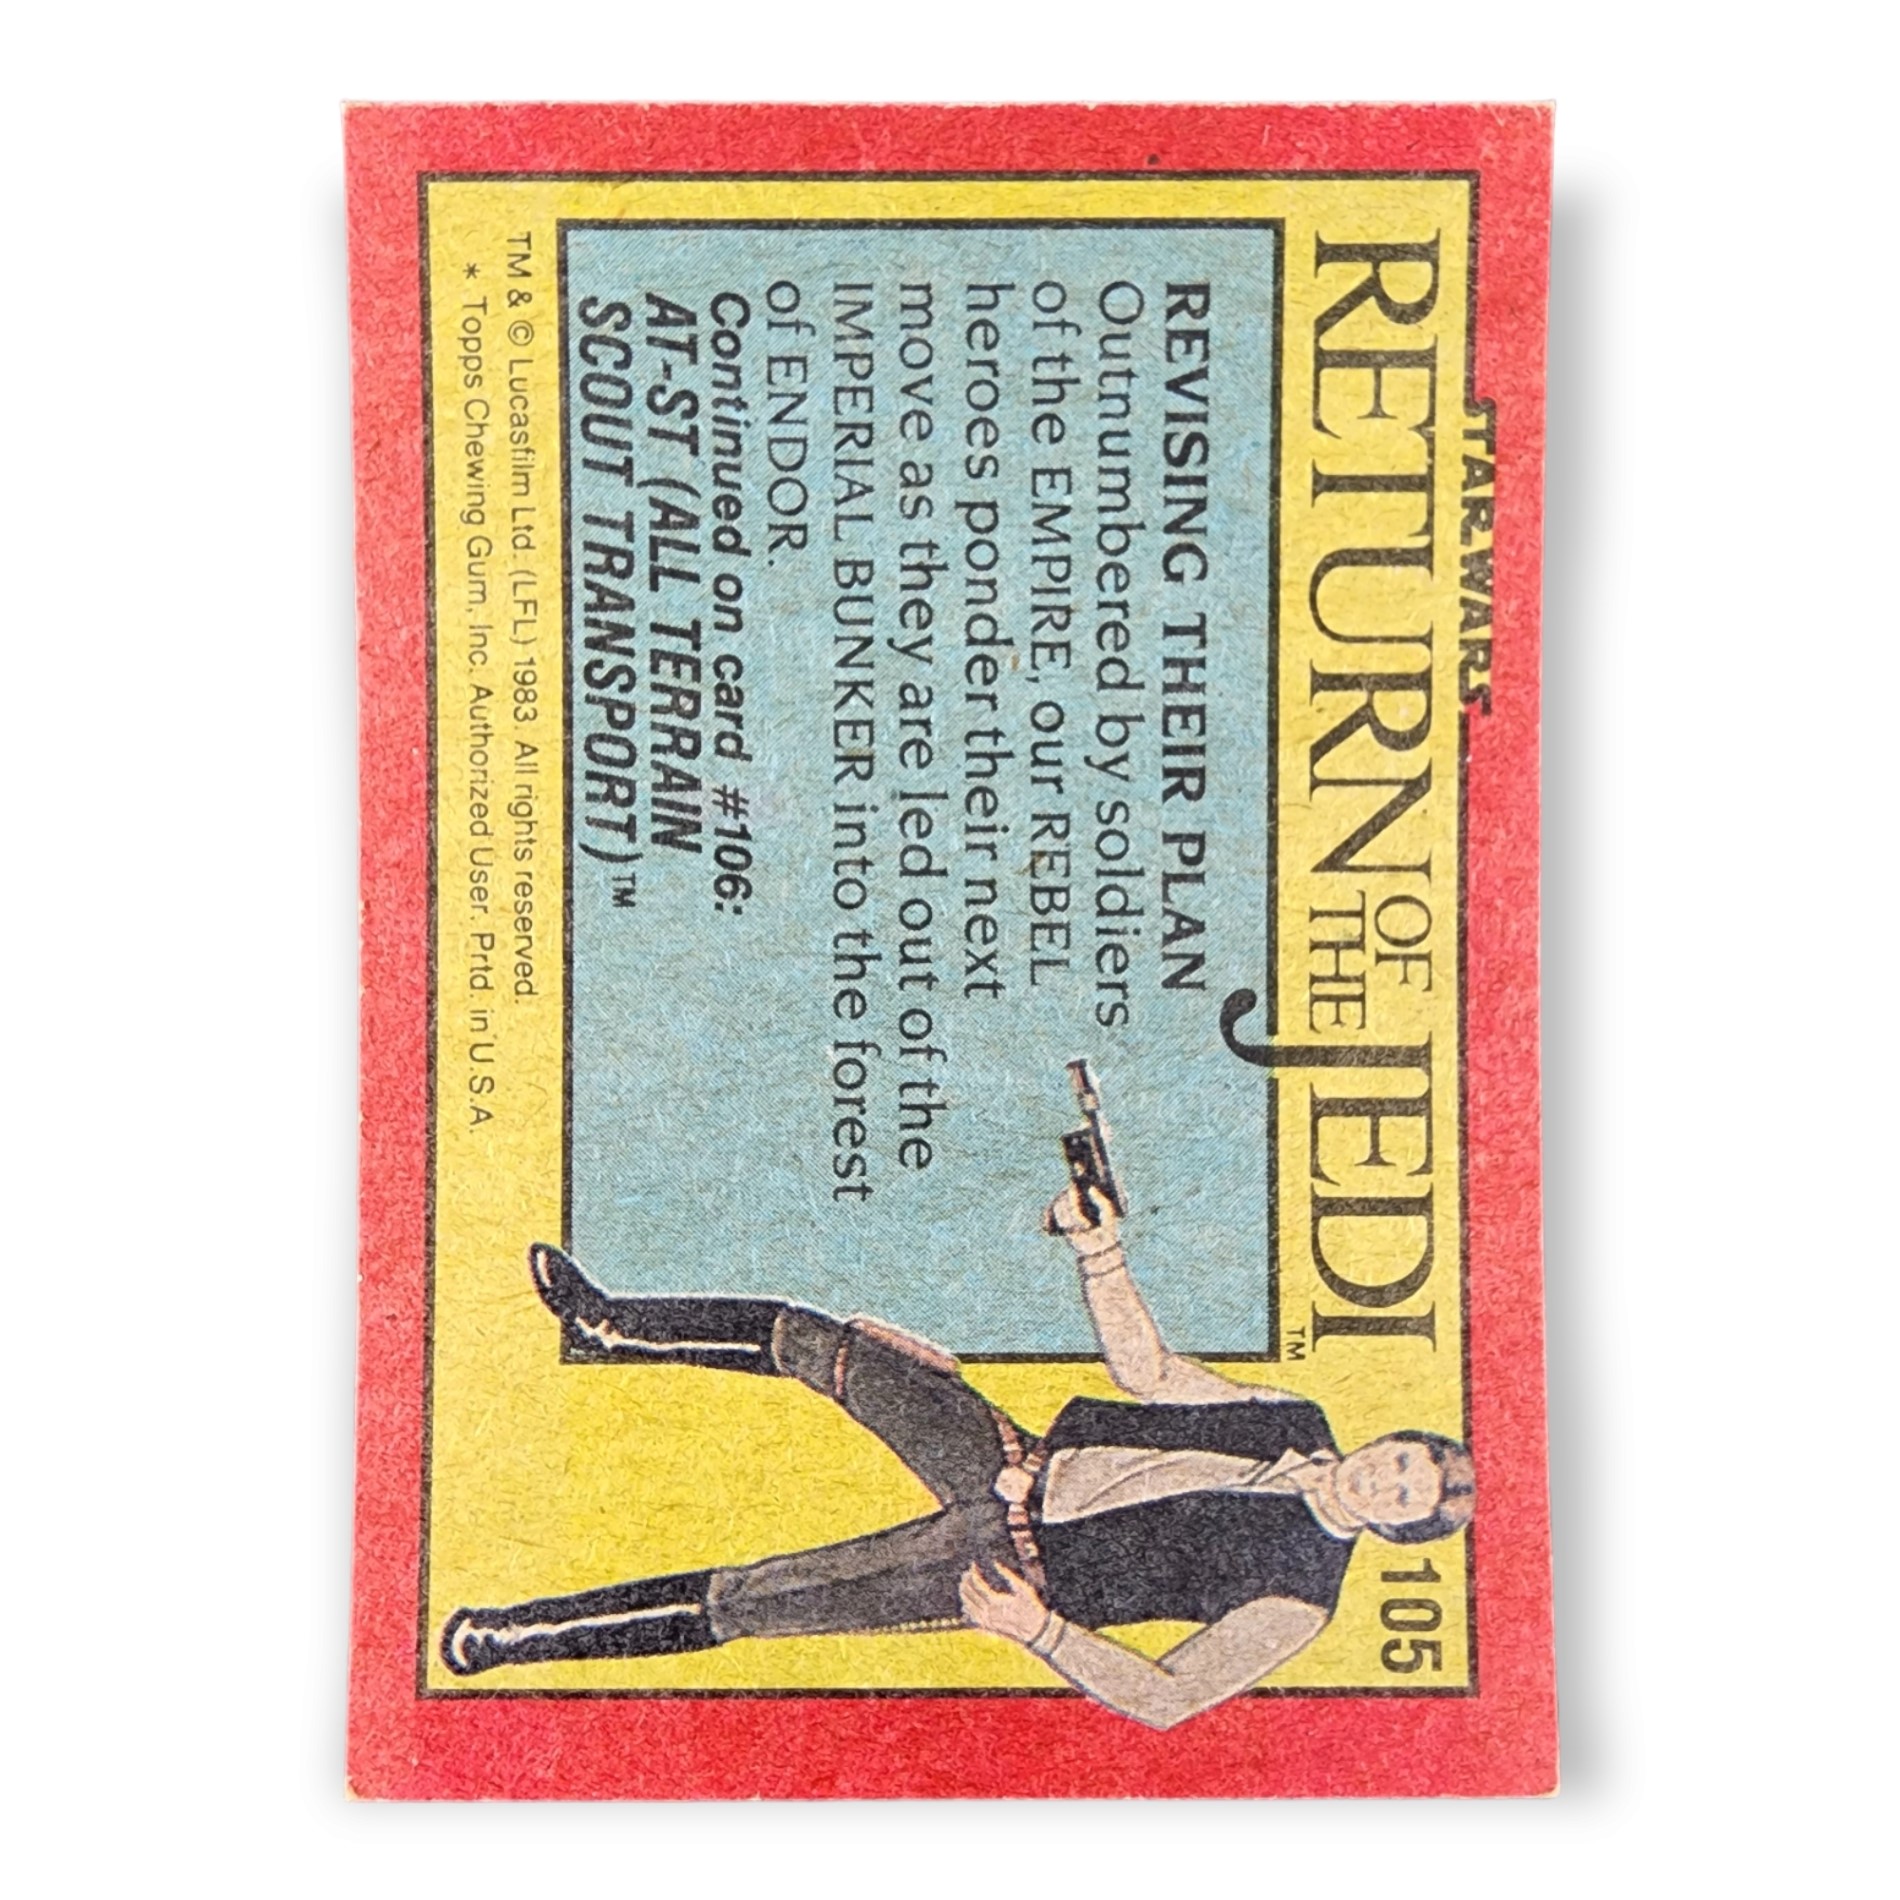 STAR WARS
RETURN OF THE JEDI™
105
REVISING THEIR PLAN
Outnumbered by soldiers
of the EMPIRE, our REBEL
heroes ponder their next
move as they are led out of the
IMPERIAL BUNKER into the forest
of ENDOR.
Continued on card #106:
AT-ST (ALL TERRAIN
SCOUT TRANSPORT)™
TM & © Lucasfilm Ltd. (LFL) 1983. All rights reserved.
* Topps Chewing Gum, Inc. Authorized User. Prtd. in U.S.A.